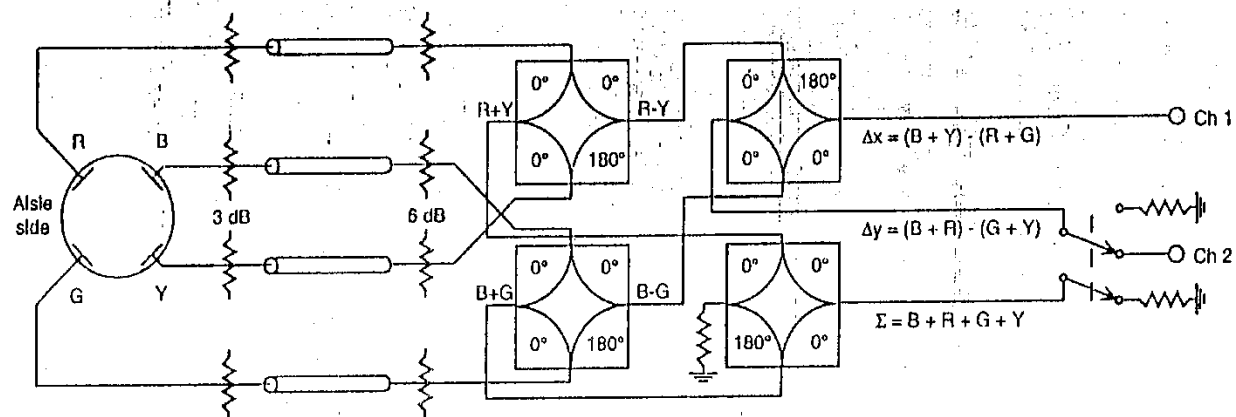 R
B
Aisle
side
G
Y
3 dB
6 dB
0°
0°
R+Y
R-Y
0°
180°
0°
0°
B+G
B-G
0°
180°
0°
180°
0°
0°
Δx = (B + Y) - (R + G)
Ch 1
Δy = (B + R) - (G + Y)
Ch 2
0°
0°
180°
0°
Σ = B + R + G + Y